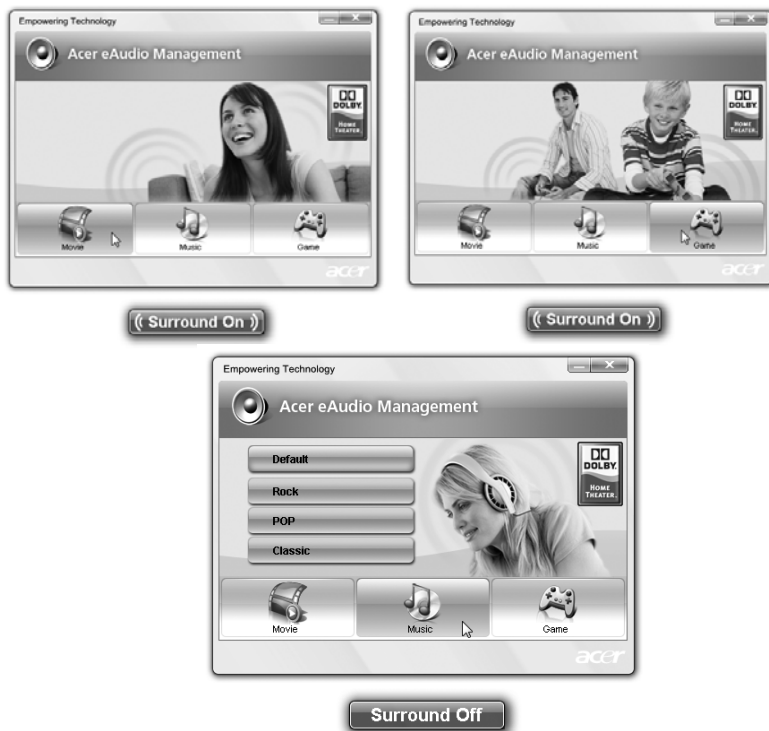 Empowering Technology
Acer eAudio Management
DOLBY
HOME THEATER
Movie
Music
Game
acer
(( Surround On ))
Empowering Technology
Acer eAudio Management
DOLBY
HOME THEATER
Movie
Music
Game
acer
(( Surround On ))
Empowering Technology
Acer eAudio Management
Default
Rock
POP
Classic
DOLBY
HOME THEATER
Movie
Music
Game
acer
Surround Off